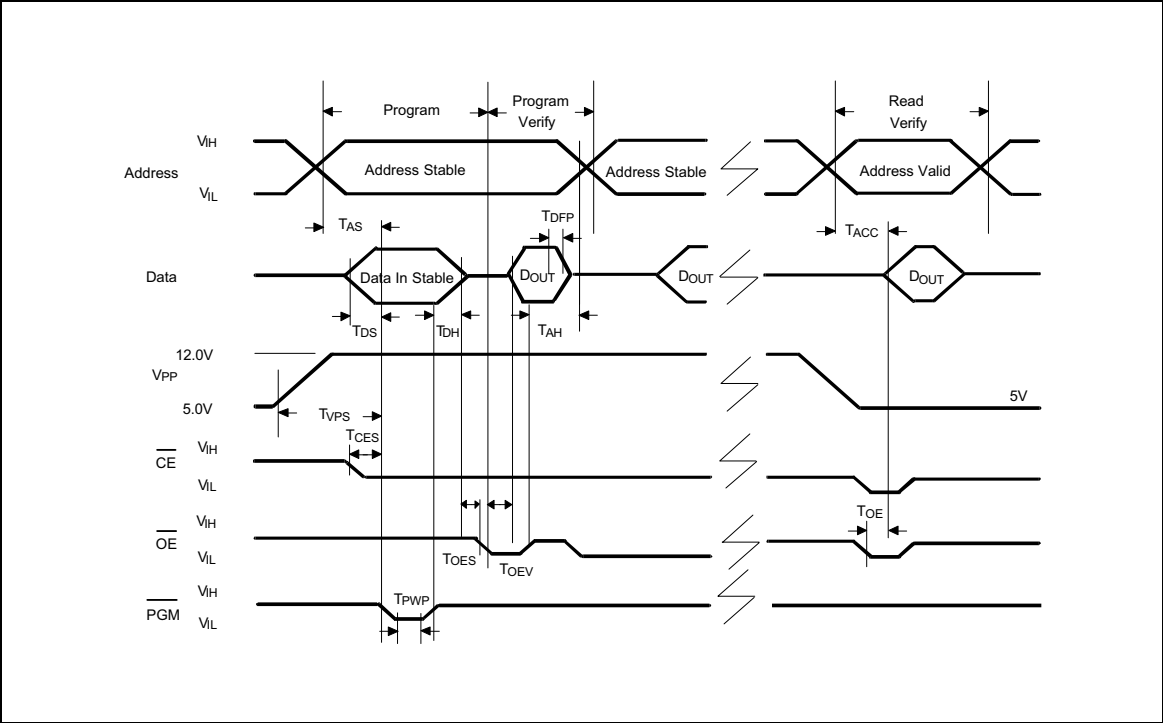 Program
Program
Verify
Read
Verify
VIH
Address
VIL
Address Stable
Address Stable
Address Valid
TAS
TDFP
TACC
Data
Data In Stable
DOUT
DOUT
DOUT
TDS
TDH
TAH
12.0V
VPP
5.0V
5V
TVPS
TCES
VIH
CE
VIL
VIH
OE
VIL
TOES
TOEV
TOE
VIH
PGM
VIL
TPWP